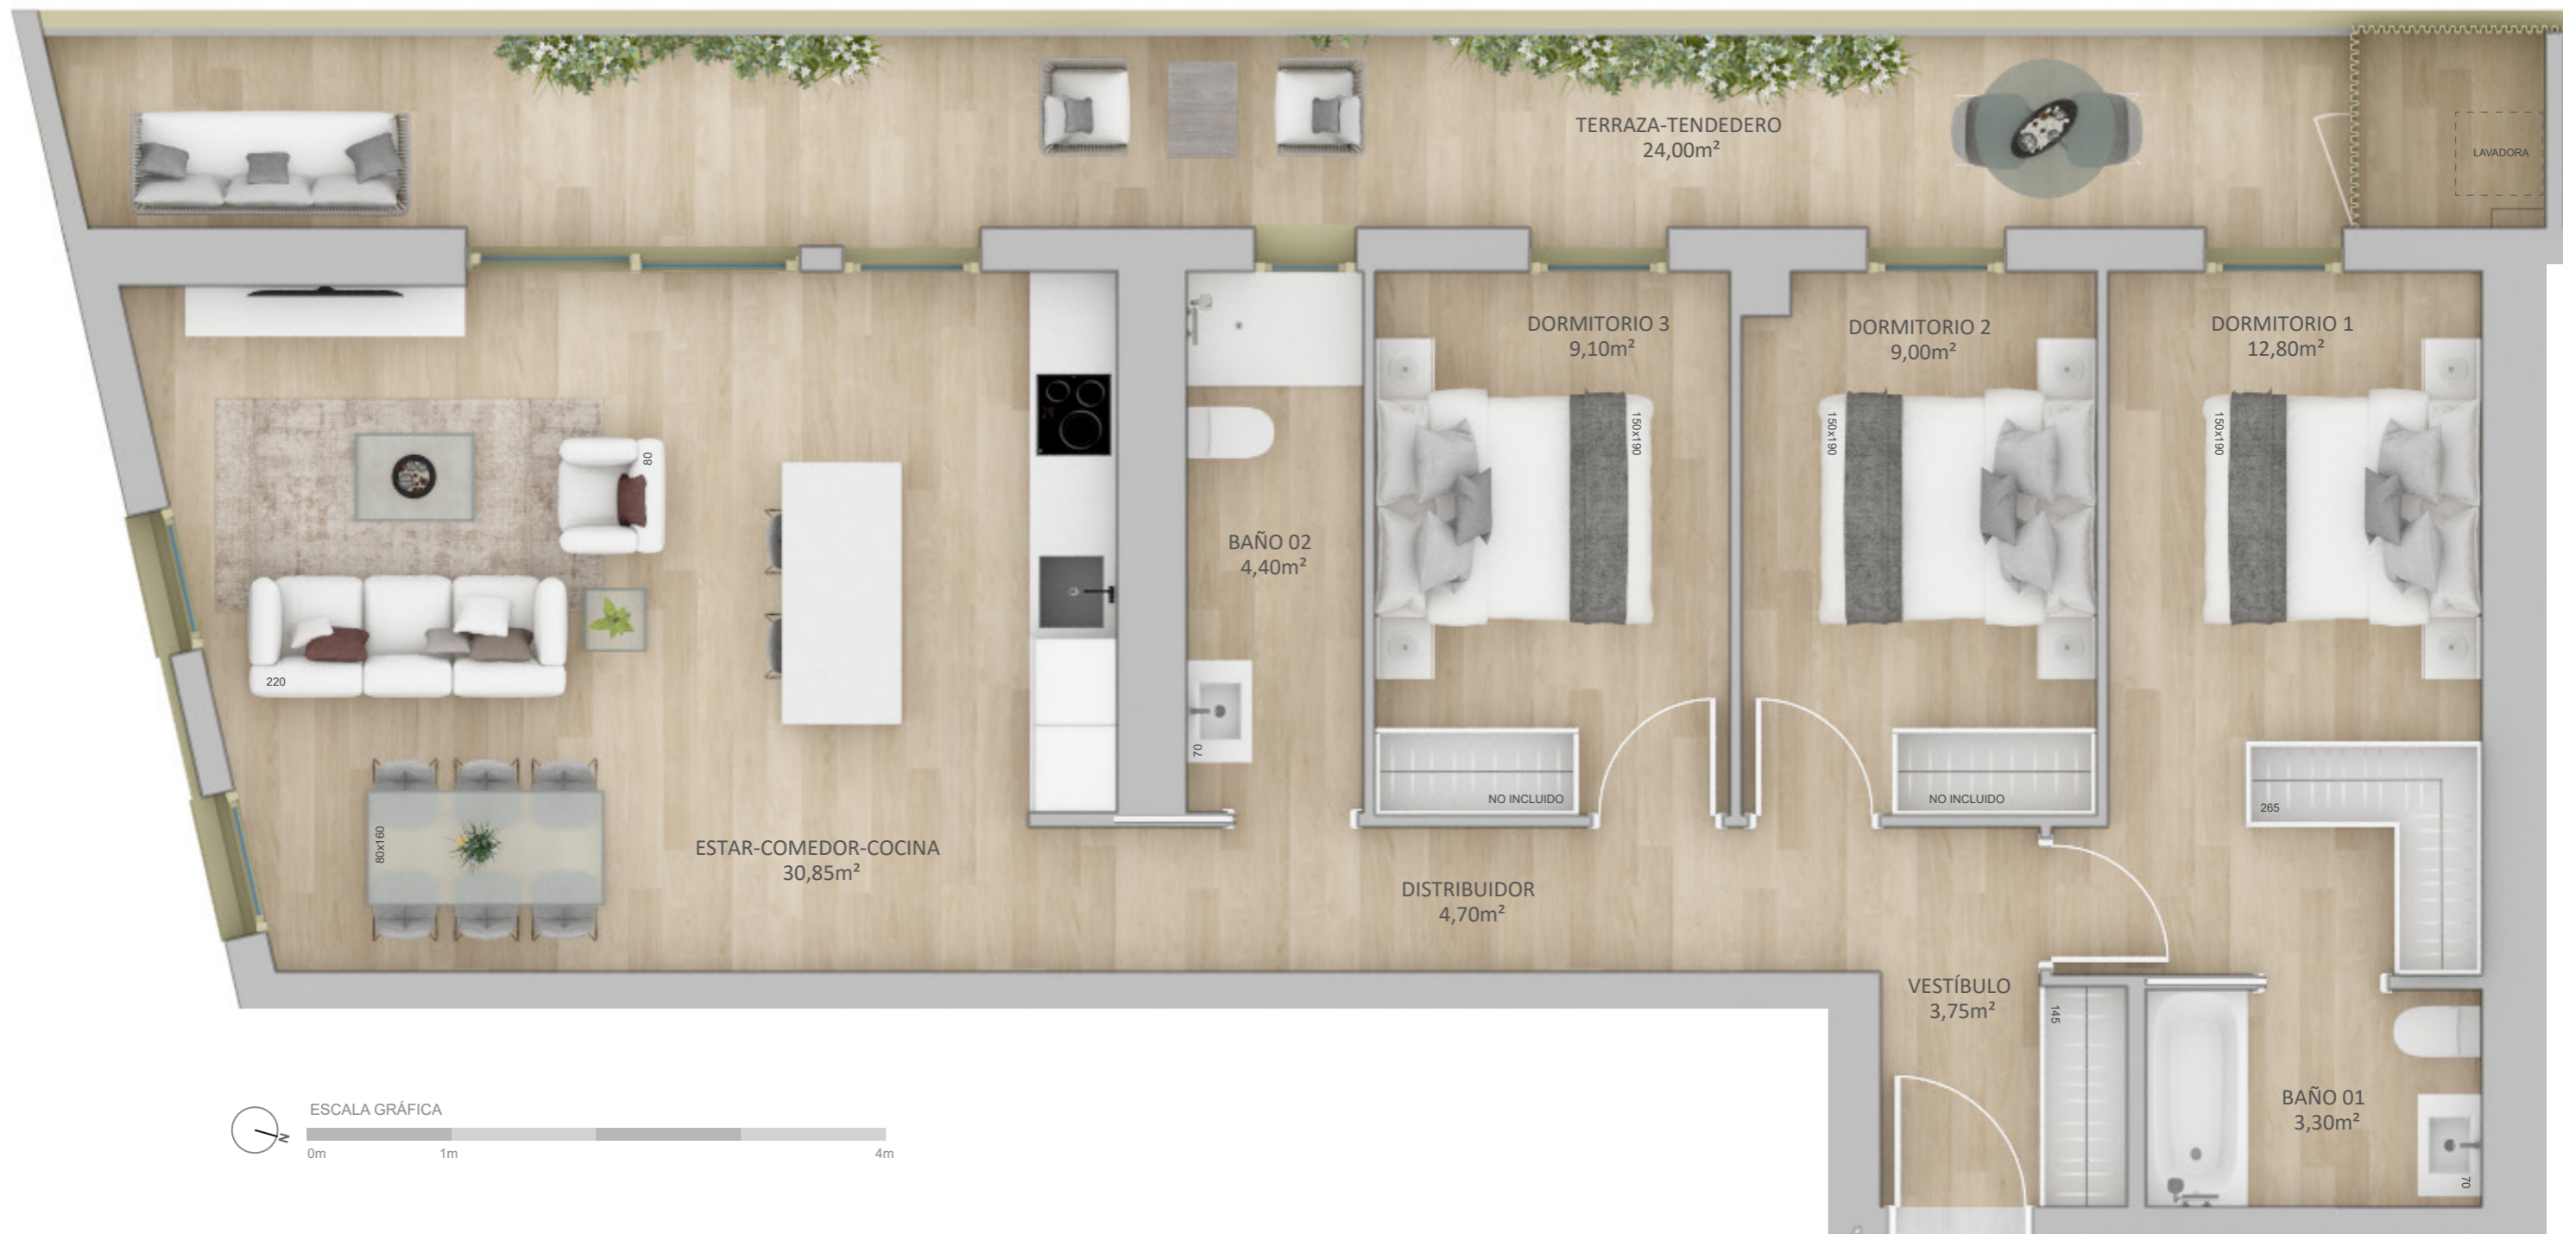 TERRAZA-TENDEDERO
24,00m²
LAVADORA
DORMITORIO 3
9,10m²
DORMITORIO 2
9,00m²
DORMITORIO 1
12,80m²
150x190
150x190
150x190
80
BAÑO 02
4,40m²
220
70
NO INCLUIDO
NO INCLUIDO
265
80x160
ESTAR-COMEDOR-COCINA
30,85m²
DISTRIBUIDOR
4,70m²
VESTÍBULO
3,75m²
145
BAÑO 01
3,30m²
70
ESCALA GRÁFICA
N
0m 1m 4m